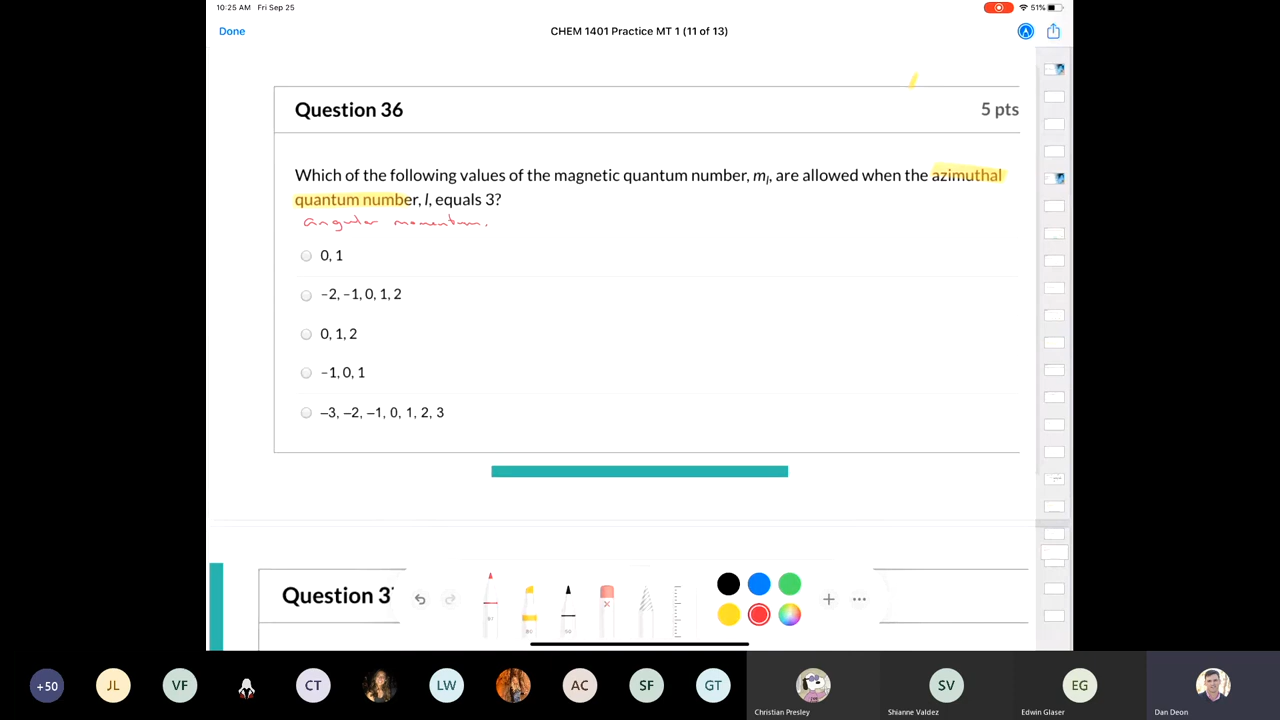 10:25 AM Fri Sep 25
51%
Done
CHEM 1401 Practice MT 1 (11 of 13)
Question 36
5 pts
Which of the following values of the magnetic quantum number, ml, are allowed when the azimuthal
quantum number, l, equals 3?
angular momentum.
0, 1
−2, −1, 0, 1, 2
0, 1, 2
−1, 0, 1
–3, –2, –1, 0, 1, 2, 3
Question 3
+50
JL
VF
CT
LW
AC
SF
GT
SV
EG
Christian Presley
Shianne Valdez
Edwin Glaser
Dan Deon